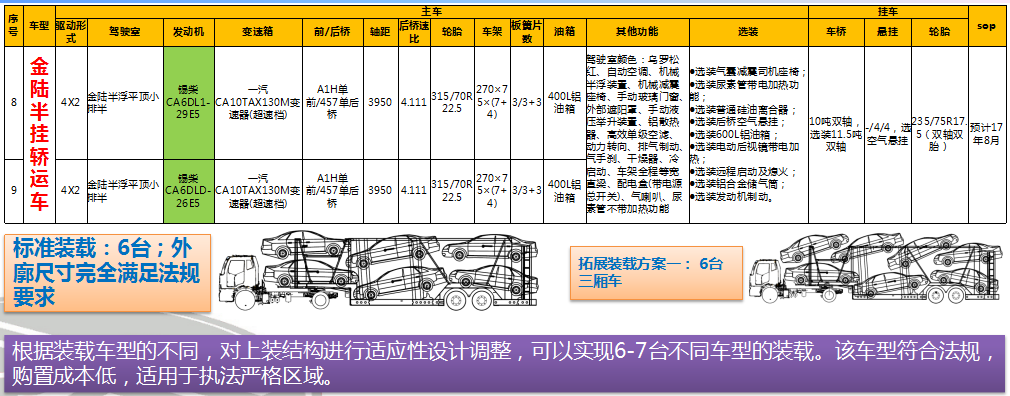 序号
车型
主车
挂车
sop
驱动形式
驾驶室
发动机
变速箱
前/后桥
轴距
后桥速比
轮胎
车架
板簧片数
油箱
其他功能
选装
车桥
悬挂
轮胎
金陆半挂轿运车
8
4X2
金陆半浮平顶小排半
锡柴
CA6DL1-
29E5
一汽
CA10TAX130M变
速器(超速档)
A1H单
前/457单后
桥
3950
4.111
315/70R
22.5
270×7
5×(7+
4)
3/3+3
400L铝
油箱
9
4X2
金陆半浮平顶小排半
锡柴
CA6DLD-
26E5
一汽
CA10TAX130M变
速器(超速档)
A1H单
前/457单后
桥
3950
4.111
315/70R
22.5
270×7
5×(7+
4)
3/3+3
400L铝
油箱
驾驶室颜色：乌罗松
红、自动空调、机械
半浮装置、机械减震
座椅、手动玻璃门窗、
外部遮阳罩、手动液
压举升装置、铝散热
器、高效单级空滤、
动力转向、排气制动、
气手刹、干燥器、冷
启动、车架全程等宽
直梁、配电盒(带电源
总开关)、气喇叭、尿
素管不带加热功能
●选装气囊减震司机座椅；
●选装尿素管带电加热功
能；
●选装普通硅油离合器；
●选装后桥空气悬挂；
●选装600L铝油箱；
●选装电动后视镜带电加
热；
●选装远程启动及熄火；
●选装铝合金储气筒；
●选装发动机制动。
10吨双轴，
选装11.5吨
双轴
-/4/4，选
空气悬挂
235/75R17.
5（双轴双
胎）
预计17
年8月
标准装载：6台；外
廓尺寸完全满足法规
要求
拓展装载方案一： 6台
三厢车
根据装载车型的不同，对上装结构进行适应性设计调整，可以实现6-7台不同车型的装载。该车型符合法规，
购置成本低，适用于执法严格区域。